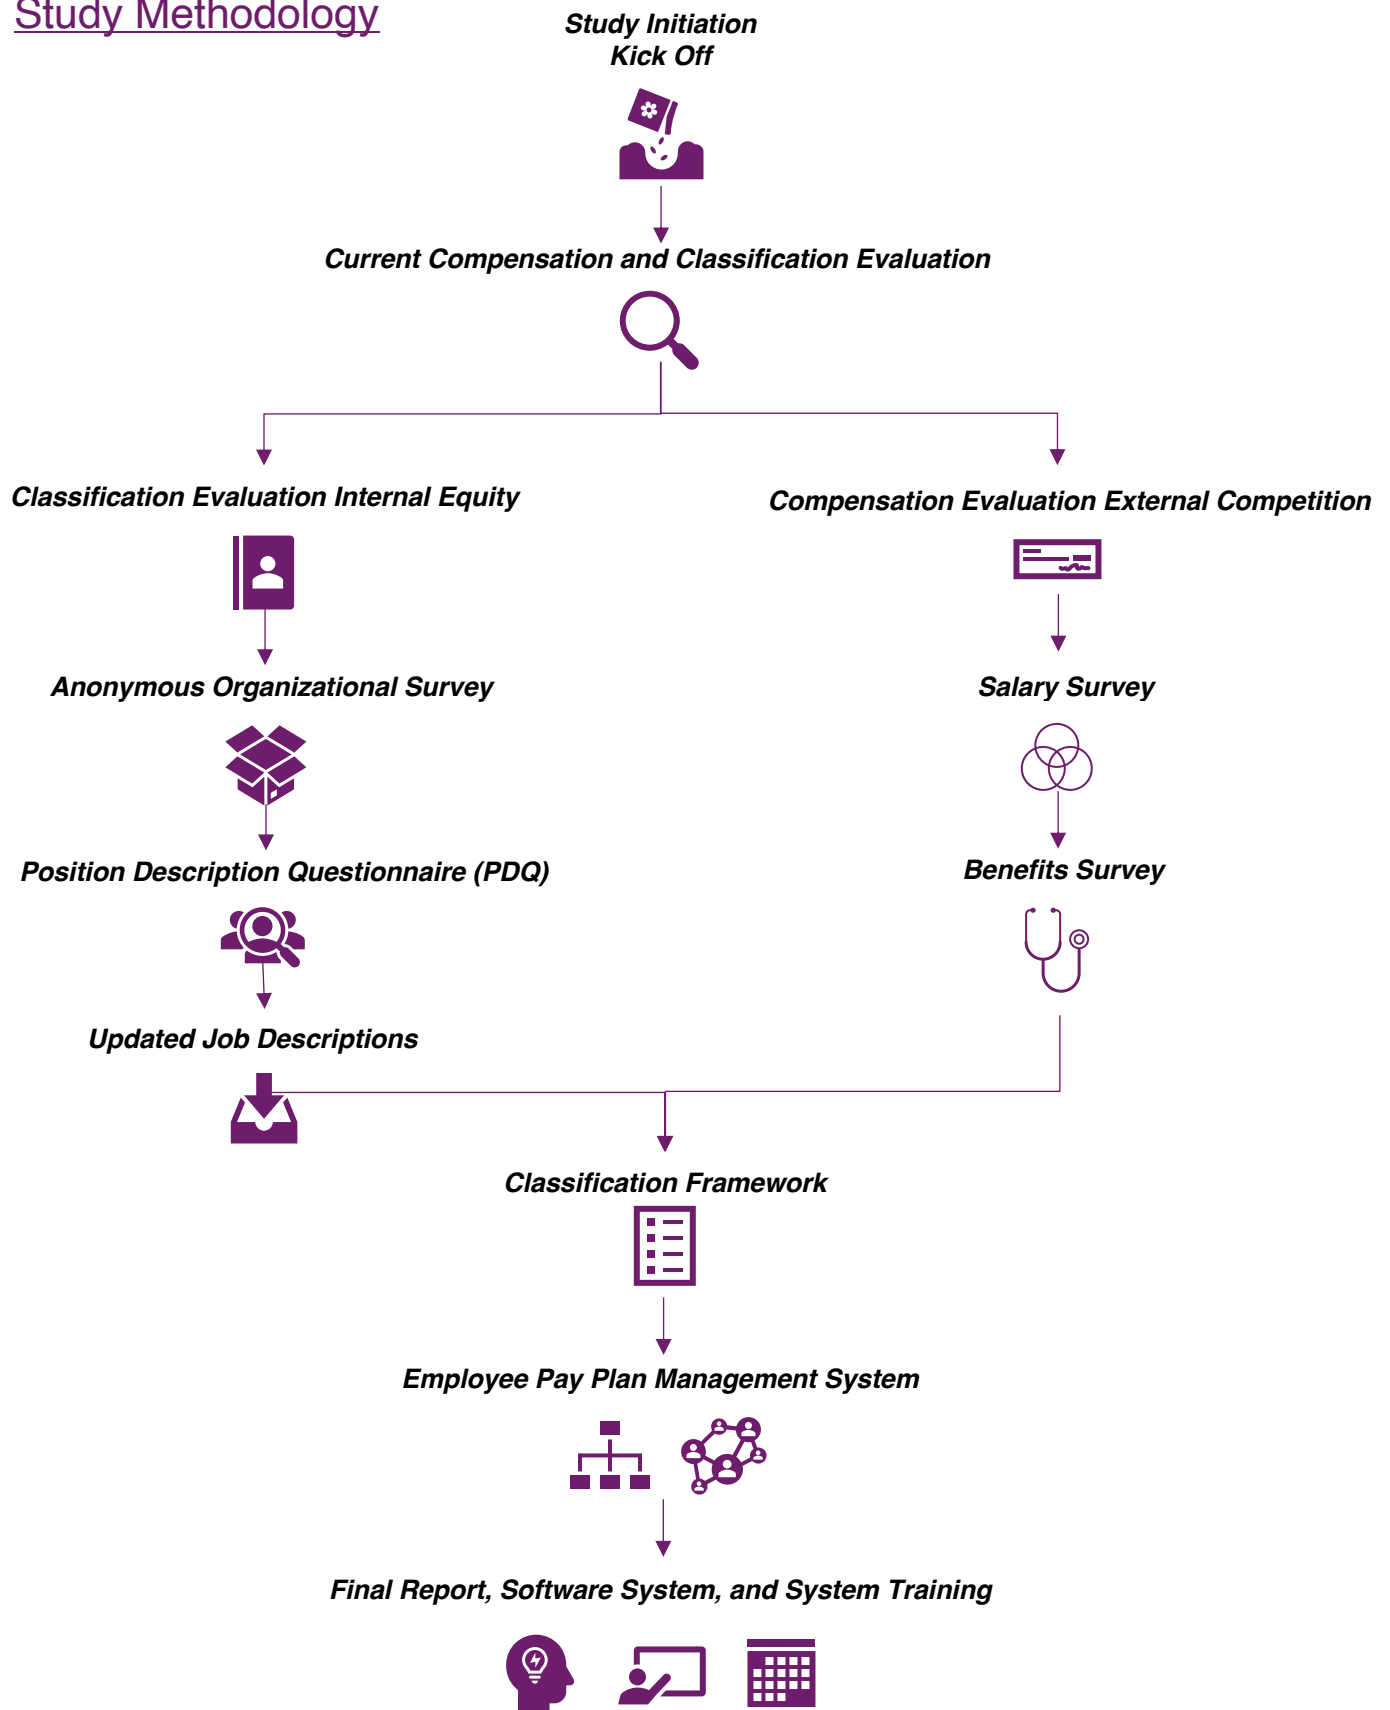 Study Methodology
Study Initiation
Kick Off
Current Compensation and Classification Evaluation
Classification Evaluation Internal Equity
Compensation Evaluation External Competition
Anonymous Organizational Survey
Salary Survey
Position Description Questionnaire (PDQ)
Benefits Survey
Updated Job Descriptions
Classification Framework
Employee Pay Plan Management System
Final Report, Software System, and System Training